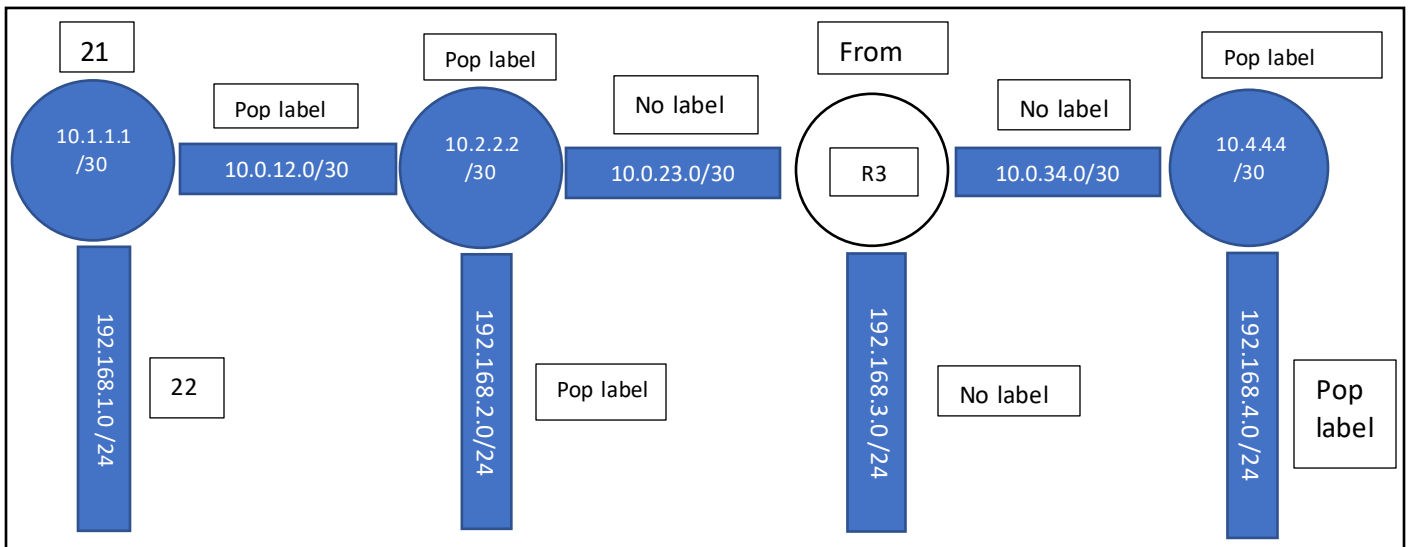 21
Pop label
From
Pop label
Pop label
No label
No label
10.1.1.1
/30
10.0.12.0/30
10.2.2.2
/30
10.0.23.0/30
R3
10.0.34.0/30
10.4.4.4
/30
192.168.1.0 /24
22
192.168.2.0/24
Pop label
192.168.3.0 /24
No label
192.168.4.0 /24
Pop
label